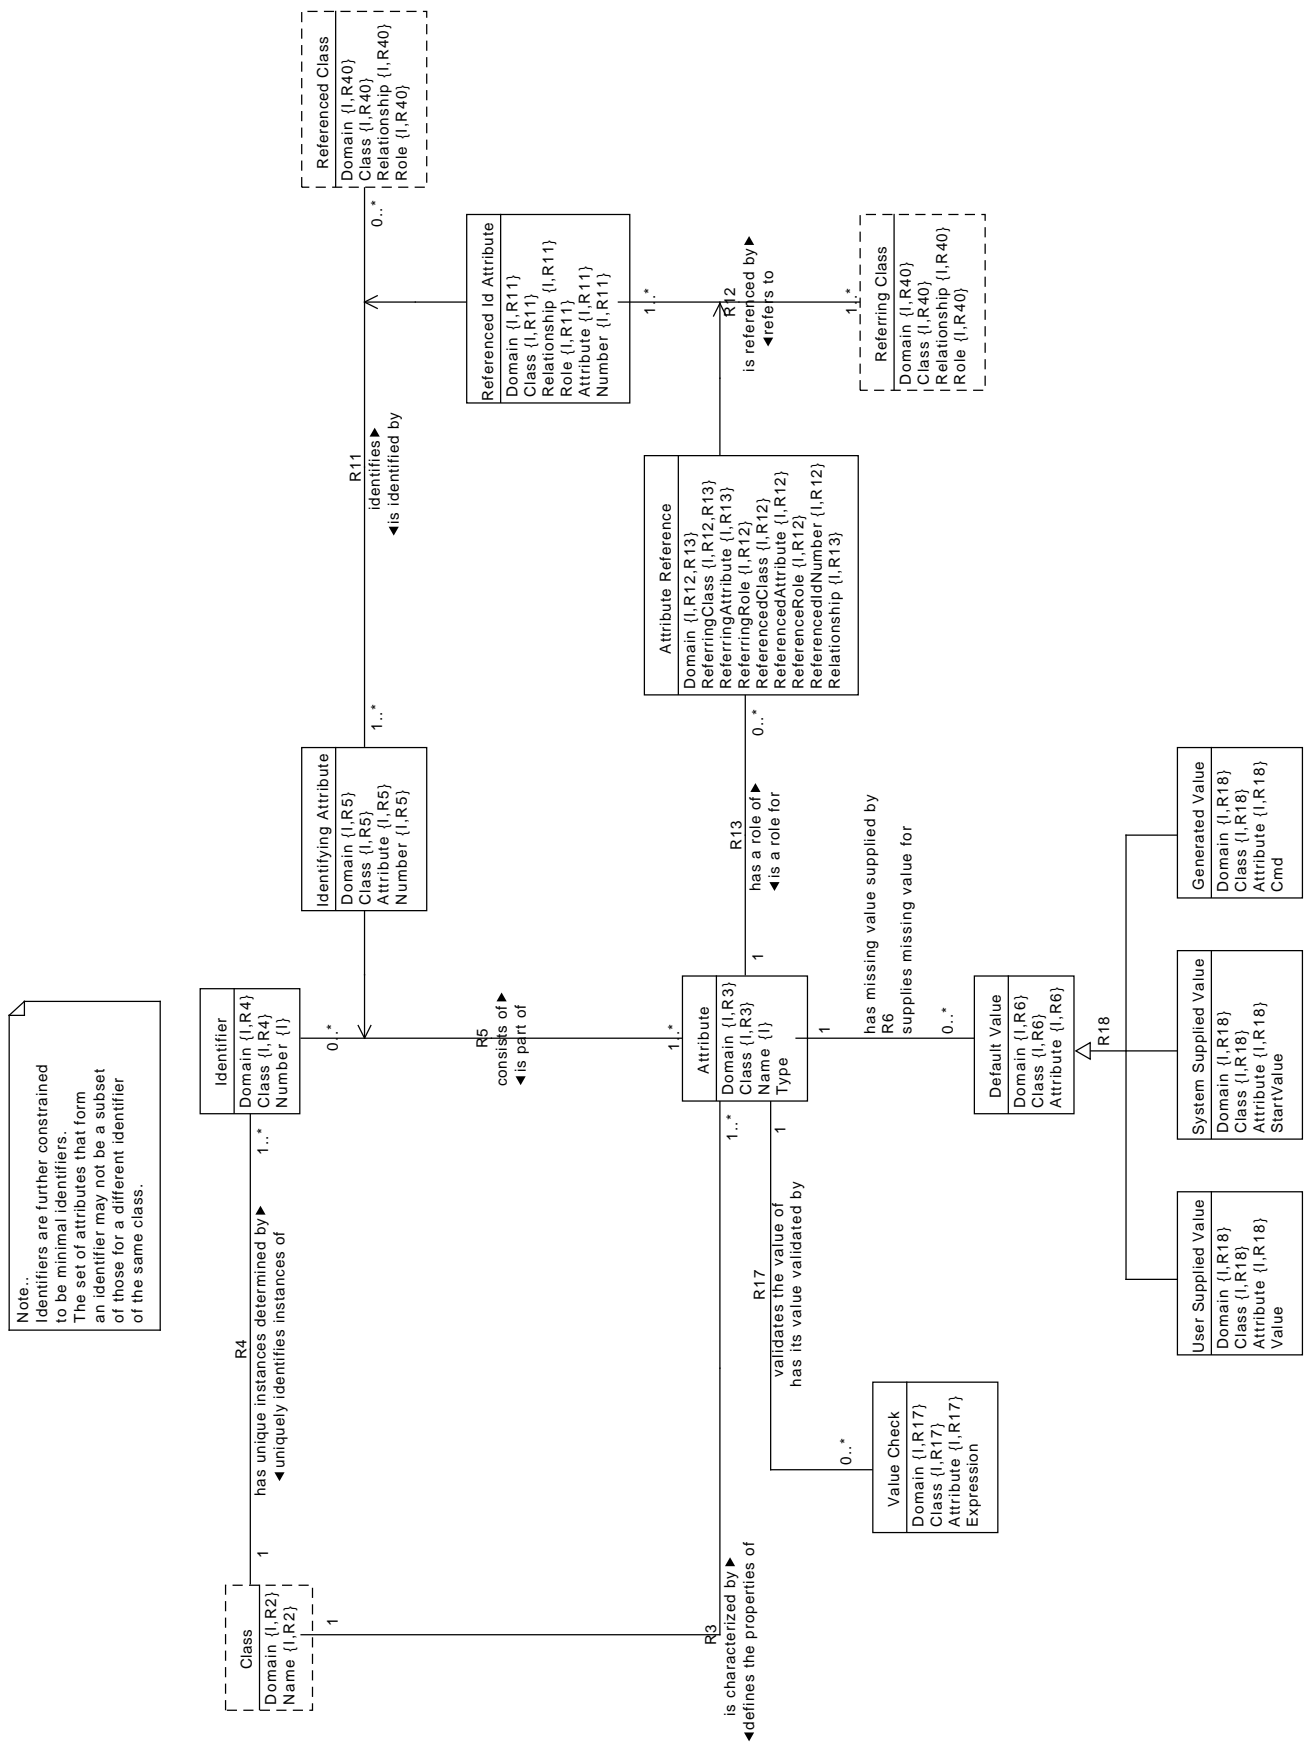 Note..
Identifiers are further constrained
to be minimal identifiers.
The set of attributes that form
an identifier may not be a subset
of those for a different identifier
of the same class.
Class
Domain {I,R2}
Name {I,R2}
1
R4
has unique instances determined by ▶
◀uniquely identifies instances of
1..*
Identifier
Domain {I,R4}
Class {I,R4}
Number {I}
0..*
Identifying Attribute
Domain {I,R5}
Class {I,R5}
Attribute {I,R5}
Number {I,R5}
1..*
R11
identifies▶
◀is identified by
0..*
Referenced Class
Domain {I,R40}
Class {I,R40}
Relationship {I,R40}
Role {I,R40}
Referenced Id Attribute
Domain {I,R11}
Class {I,R11}
Relationship {I,R11}
Role {I,R11}
Attribute {I,R11}
Number {I,R11}
R5
consists of▶
◀is part of
1..*
1
R3
is characterized by ▶
◀defines the properties of
1..*
Attribute
Domain {I,R3}
Class {I,R3}
Name {I}
Type
1
R13
has a role of▶
◀is a role for
0..*
Attribute Reference
Domain {I,R12,R13}
ReferringClass {I,R12,R13}
ReferringAttribute {I,R13}
ReferringRole {I,R12}
ReferencedClass {I,R12}
ReferencedAttribute {I,R12}
ReferenceRole {I,R12}
ReferencedIdNumber {I,R12}
Relationship {I,R13}
1..*
R12
is referenced by▶
◀refers to
1..*
Referring Class
Domain {I,R40}
Class {I,R40}
Relationship {I,R40}
Role {I,R40}
1
R17
validates the value of
has its value validated by
0..*
Value Check
Domain {I,R17}
Class {I,R17}
Attribute {I,R17}
Expression
1
has missing value supplied by
R6
supplies missing value for
0..*
Default Value
Domain {I,R6}
Class {I,R6}
Attribute {I,R6}
R18
User Supplied Value
Domain {I,R18}
Class {I,R18}
Attribute {I,R18}
Value
System Supplied Value
Domain {I,R18}
Class {I,R18}
Attribute {I,R18}
StartValue
Generated Value
Domain {I,R18}
Class {I,R18}
Attribute {I,R18}
Cmd